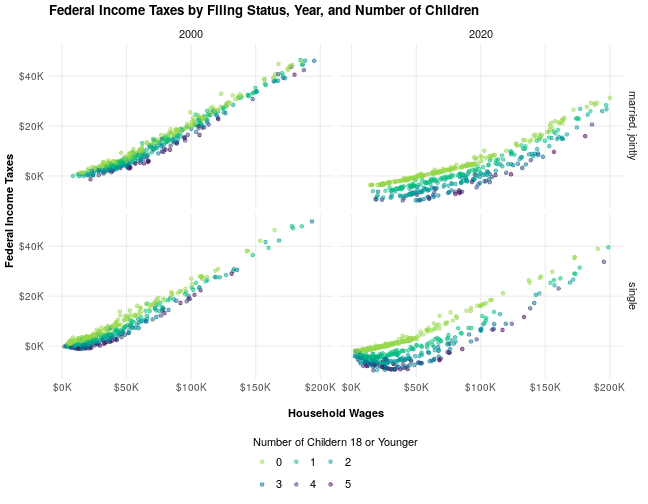 Federal Income Taxes by Filing Status, Year, and Number of Children
2000
2020
$40K
$20K
$0K
married, jointly
Federal Income Taxes
$40K
$20K
$0K
single
$0K
$50K
$100K
$150K
$200K
$0K
$50K
$100K
$150K
$200K
Household Wages
Number of Childern 18 or Younger
0 1 2
3 4 5